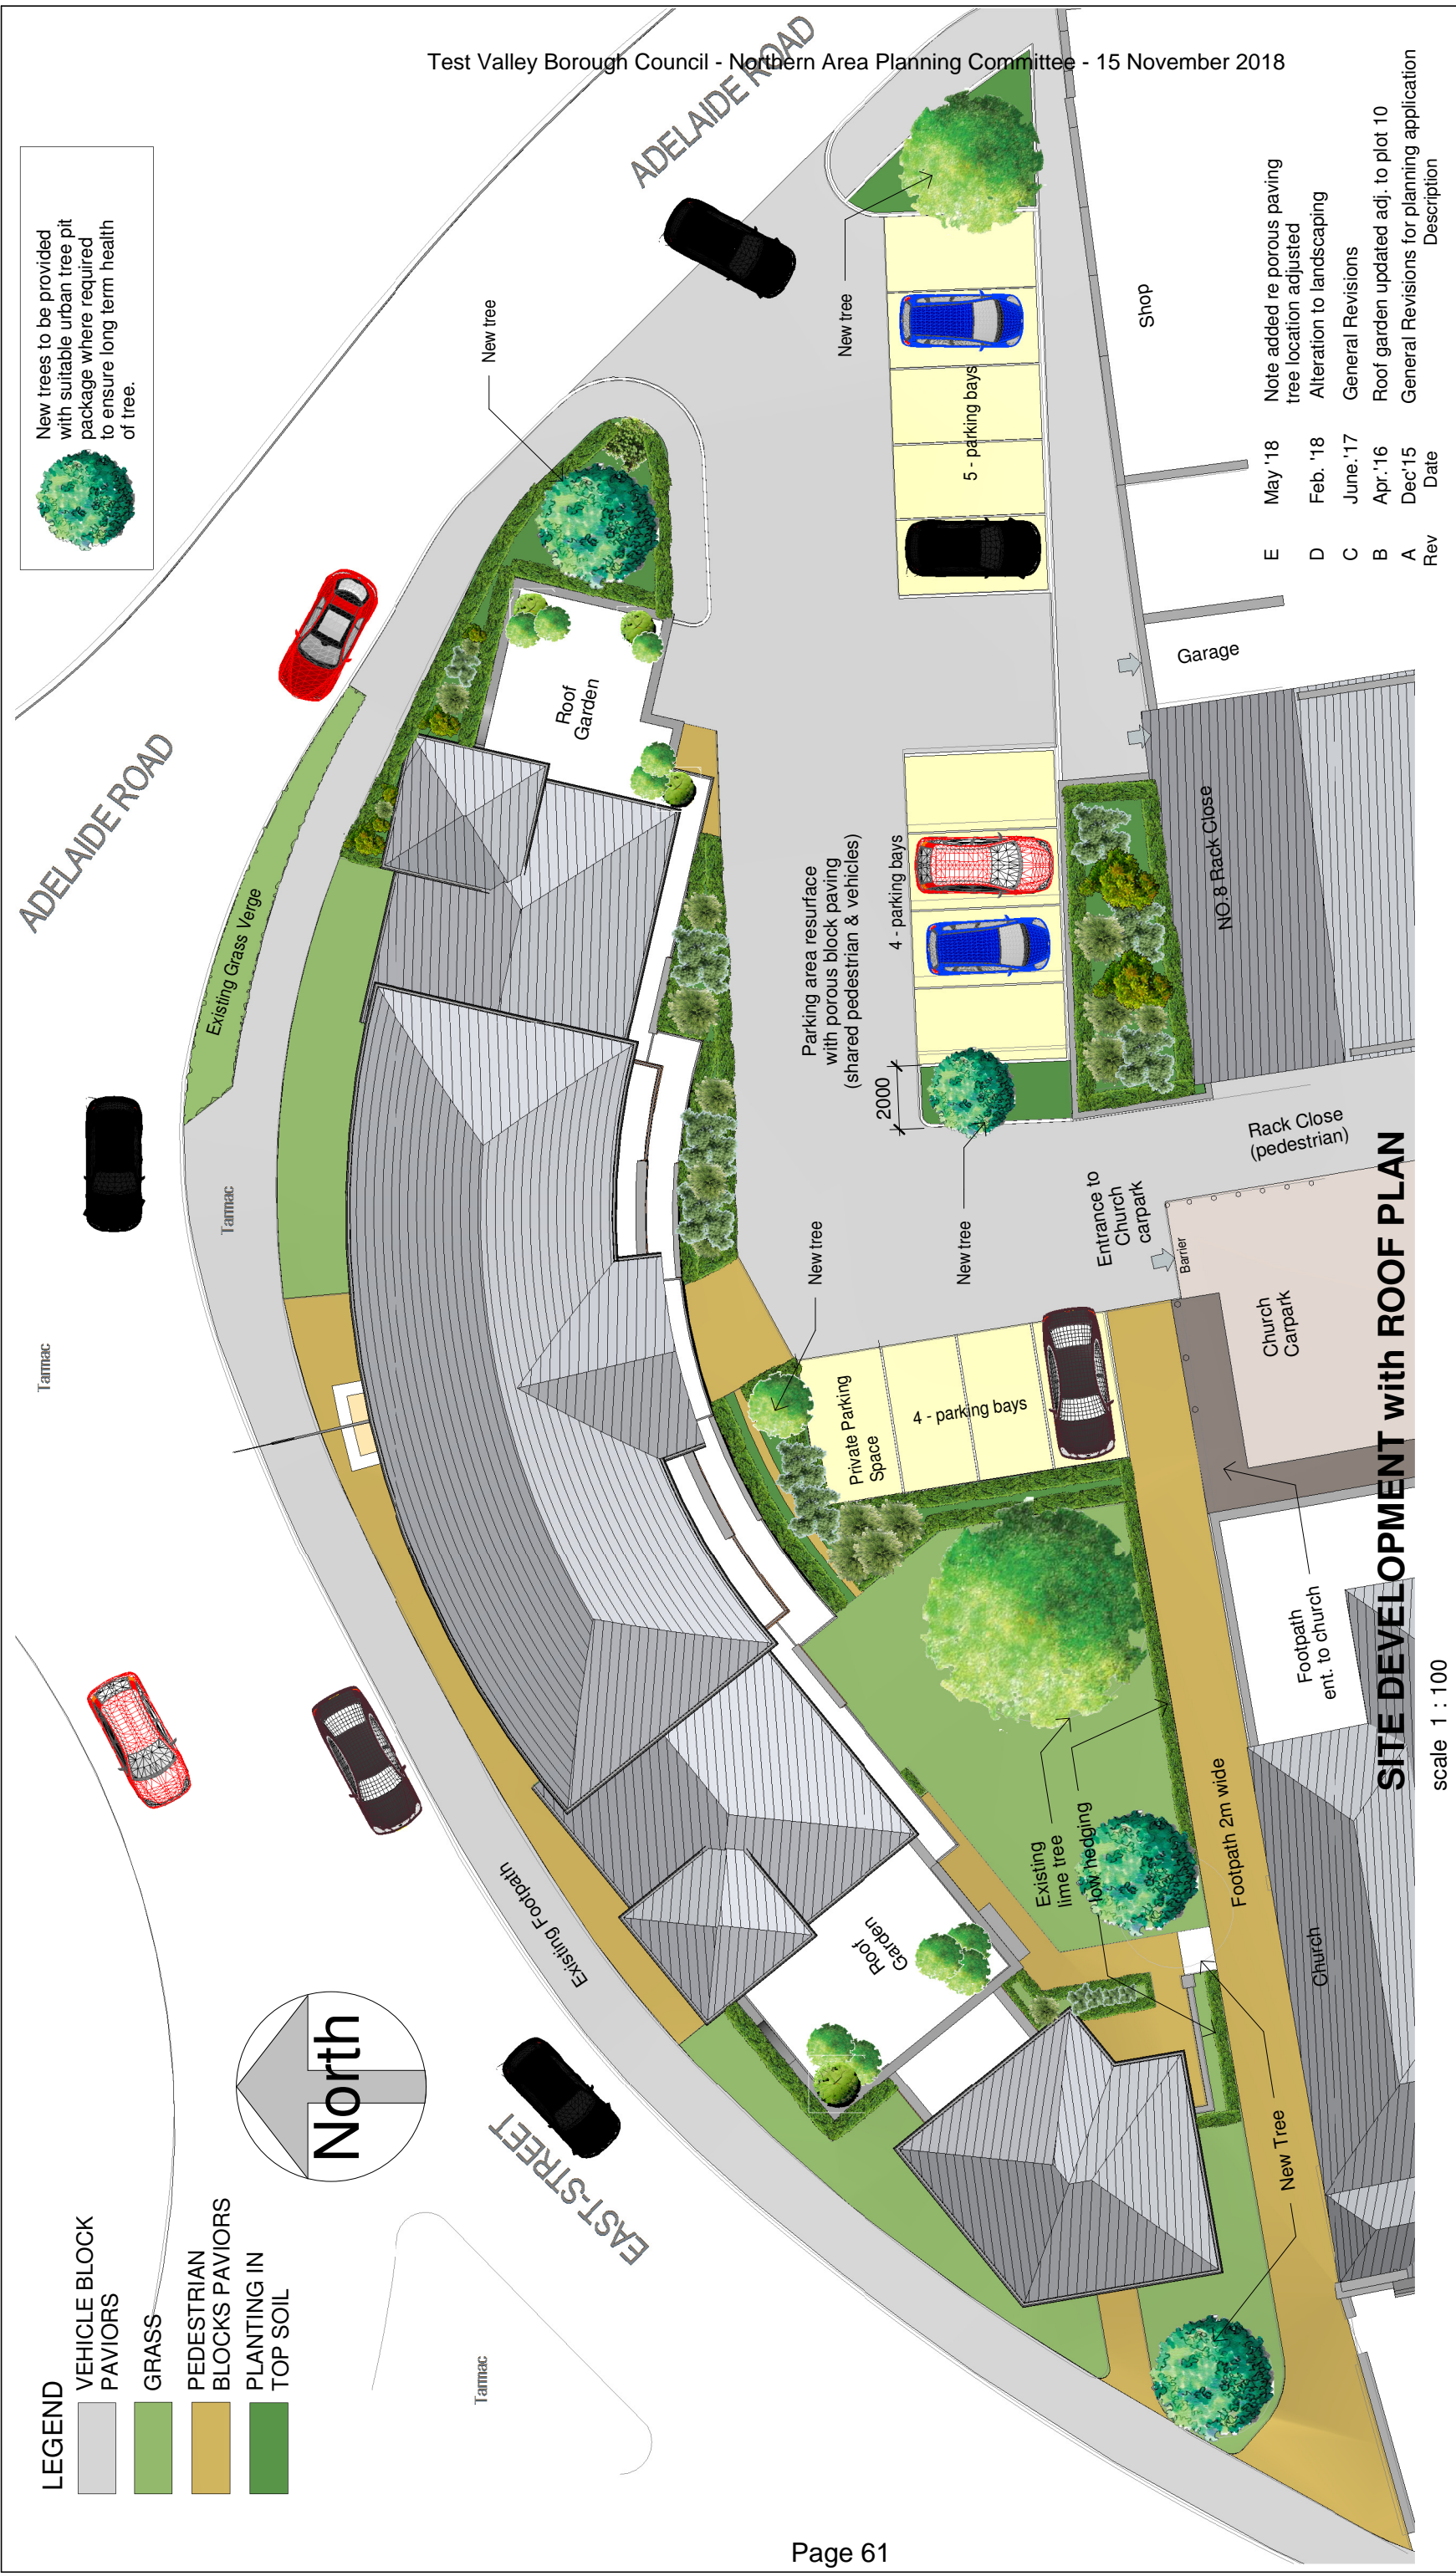 Test Valley Borough Council - Northern Area Planning Committee - 15 November 2018
New trees to be provided
with suitable urban tree pit
package where required
to ensure long term health
of tree.
ADELAIDE ROAD
ADELAIDE ROAD
EAST-STREET
Tarmac
Tarmac
Tarmac
Existing Grass Verge
Existing Footpath
New tree
New tree
New tree
New tree
Roof
Garden
Roof
Garden
5 - parking bays
4 - parking bays
Parking area resurface
with porous block paving
(shared pedestrian & vehicles)
2000
Private Parking
Space
4 - parking bays
Shop
Garage
NO.8 Rack Close
Rack Close
(pedestrian)
Entrance to
Church
carpark
Barrier
Church
Carpark
Footpath
ent. to church
Existing
lime tree
low hedging
Footpath 2m wide
Church
New Tree
North
LEGEND
VEHICLE BLOCK
PAVIORS
GRASS
PEDESTRIAN
BLOCKS PAVIORS
PLANTING IN
TOP SOIL
E May '18 Note added re porous paving
tree location adjusted
D Feb. '18 Alteration to landscaping
C June.'17 General Revisions
B Apr.'16 Roof garden updated adj. to plot 10
A Dec'15 General Revisions for planning application
Rev Date Description
SITE DEVELOPMENT with ROOF PLAN
scale 1 : 100
Page 61